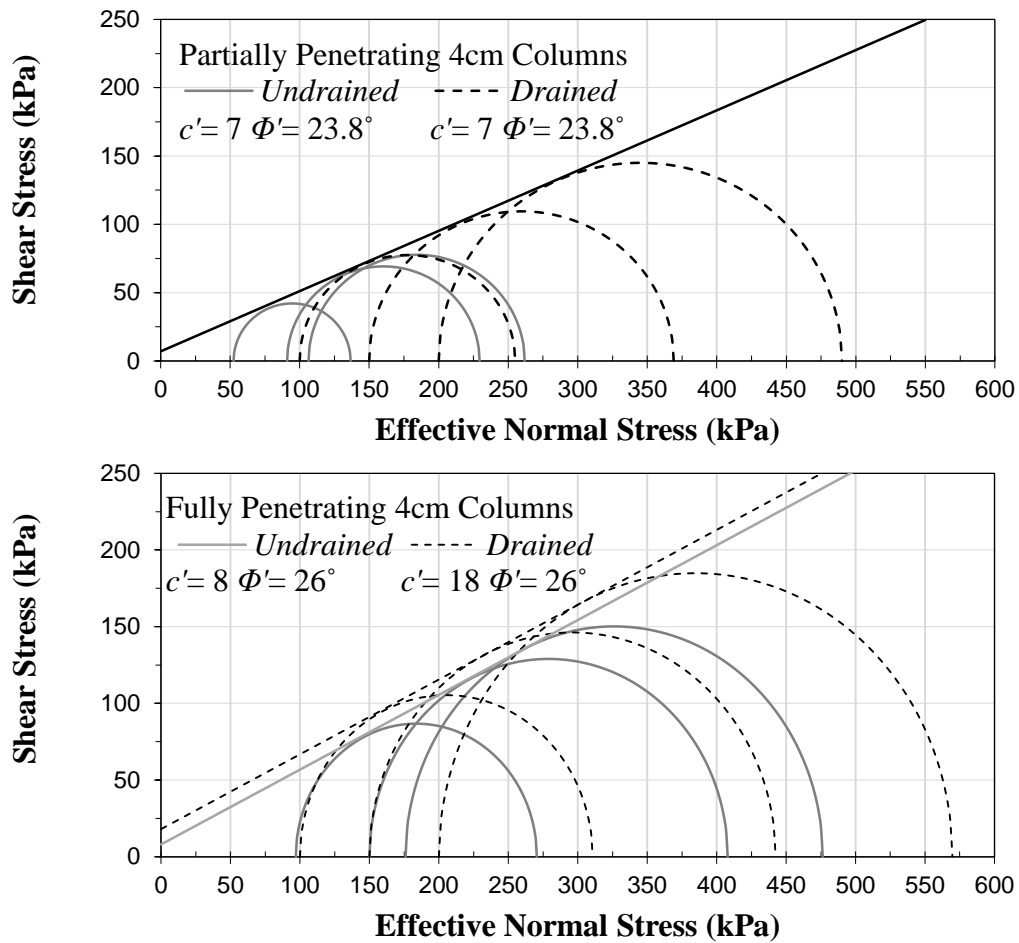 250
200
150
100
50
0
Shear Stress (kPa)
Partially Penetrating 4cm Columns
Undrained Drained
c'= 7 Φ'= 23.8° c'= 7 Φ'= 23.8°
0 50 100 150 200 250 300 350 400 450 500 550 600
Effective Normal Stress (kPa)
250
200
150
100
50
0
Shear Stress (kPa)
Fully Penetrating 4cm Columns
Undrained Drained
c'= 8 Φ'= 26° c'= 18 Φ'= 26°
0 50 100 150 200 250 300 350 400 450 500 550 600
Effective Normal Stress (kPa)